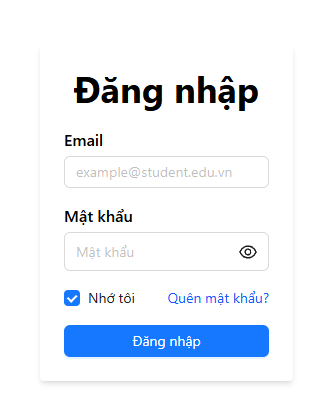 Đăng nhập
Email
example@student.edu.vn
Mật khẩu
Mật khẩu
Nhớ tôi
Quên mật khẩu?
Đăng nhập